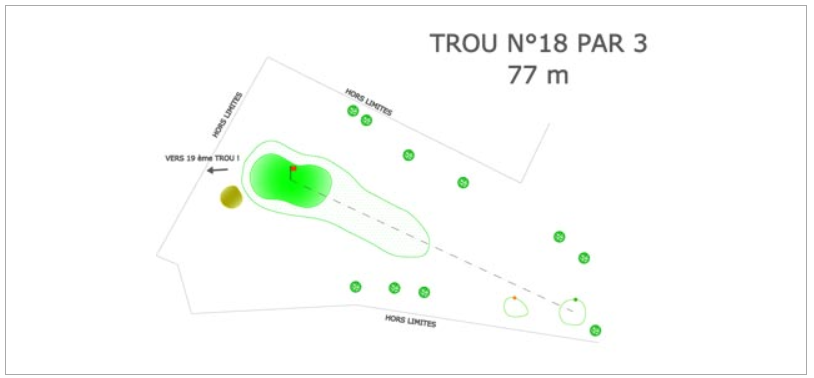 TROU N°18 PAR 3
77 m
HORS LIMITES
HORS LIMITES
VERS 19 ème TROU !
HORS LIMITES